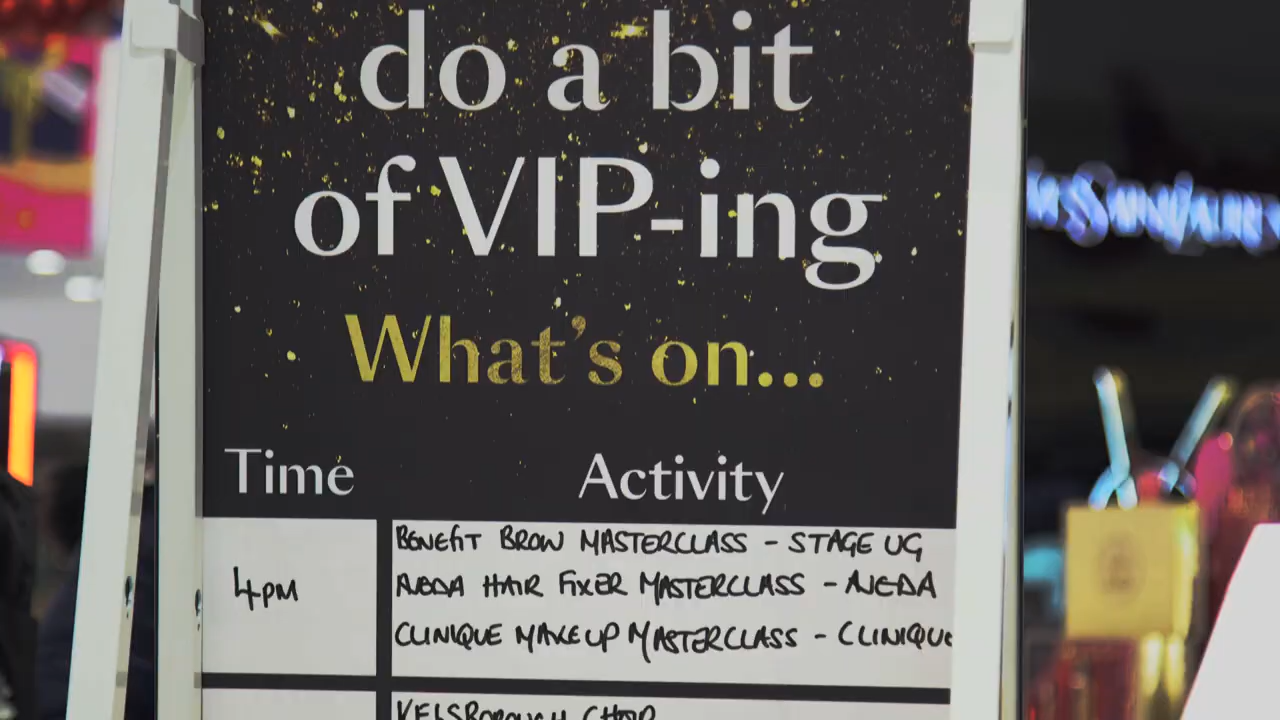 do a bit
of VIP-ing
What's on...
Time Activity
4PM
BENEFIT BROW MASTERCLASS - STAGE UG
AVEDA HAIR FIXER MASTERCLASS - AVEDA
CLINIQUE MAKEUP MASTERCLASS - CLINIQUE
CHOIR